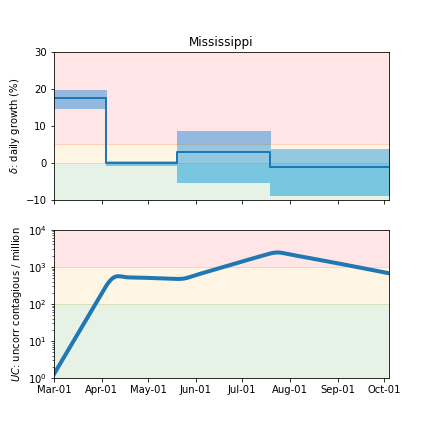 Mississippi
30
20
10
0
−10
δ: daily growth (%)
10⁴
10³
10²
10¹
10⁰
UC: uncorr contagious / million
Mar-01 Apr-01 May-01 Jun-01 Jul-01 Aug-01 Sep-01 Oct-01